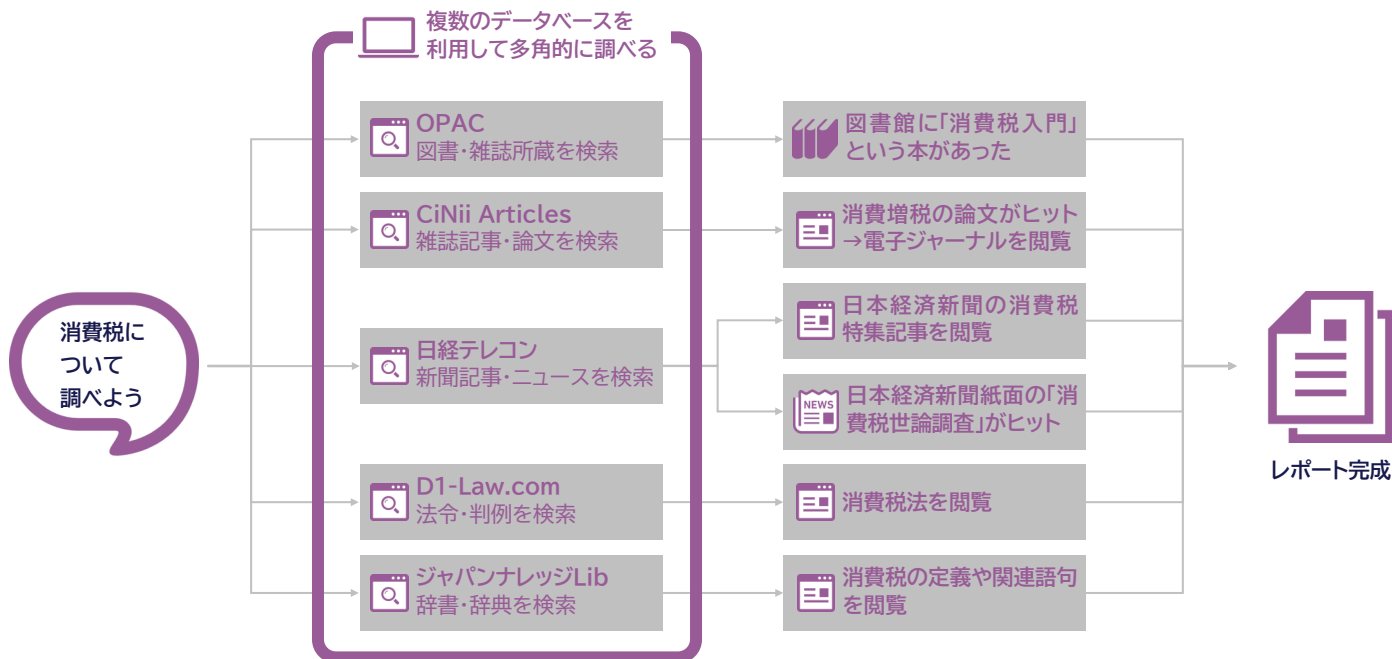 複数のデータベースを
利用して多角的に調べる
消費税に
ついて
調べよう
OPAC
図書・雑誌所蔵を検索
CiNii Articles
雑誌記事・論文を検索
日経テレコン
新聞記事・ニュースを検索
D1-Law.com
法令・判例を検索
ジャパンナレッジLib
辞書・辞典を検索
図書館に「消費税入門」
という本があった
消費増税の論文がヒット
→電子ジャーナルを閲覧
日本経済新聞の消費税
特集記事を閲覧
NEWS
日本経済新聞紙面の「消
費税世論調査」がヒット
消費税法を閲覧
消費税の定義や関連語句
を閲覧
レポート完成